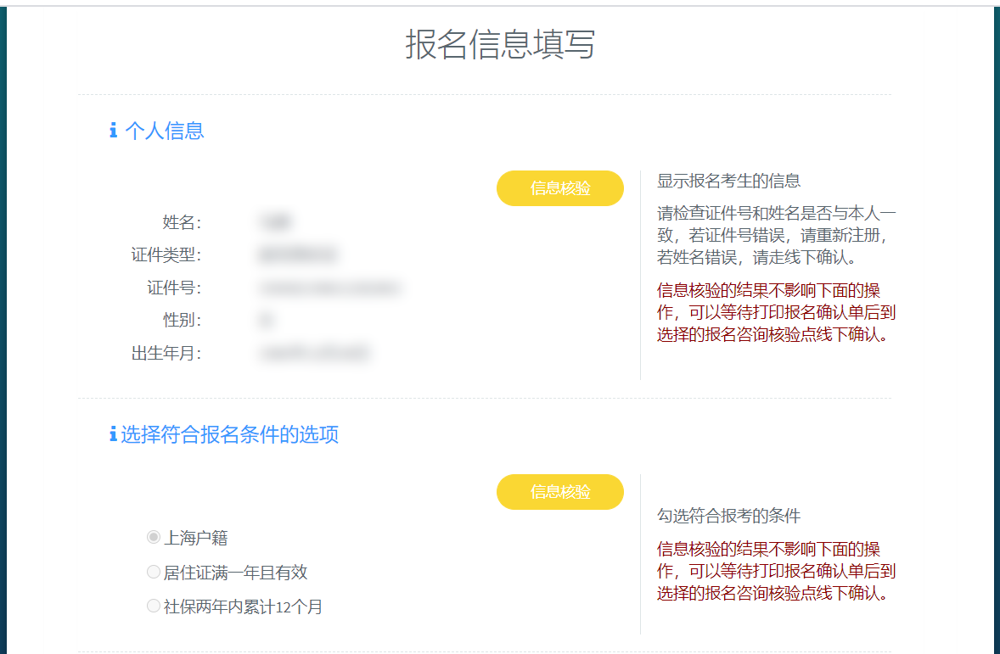 报名信息填写
个人信息
信息核验
姓名：
证件类型：
证件号：
性别：
出生年月：
显示报名考生的信息
请检查证件号和姓名是否与本人一
致，若证件号错误，请重新注册，
若姓名错误，请走线下确认。
信息核验的结果不影响下面的操
作，可以等待打印报名确认单后到
选择的报名咨询核验点线下确认。
选择符合报名条件的选项
信息核验
上海户籍
居住证满一年且有效
社保两年内累计12个月
勾选符合报考的条件
信息核验的结果不影响下面的操
作，可以等待打印报名确认单后到
选择的报名咨询核验点线下确认。